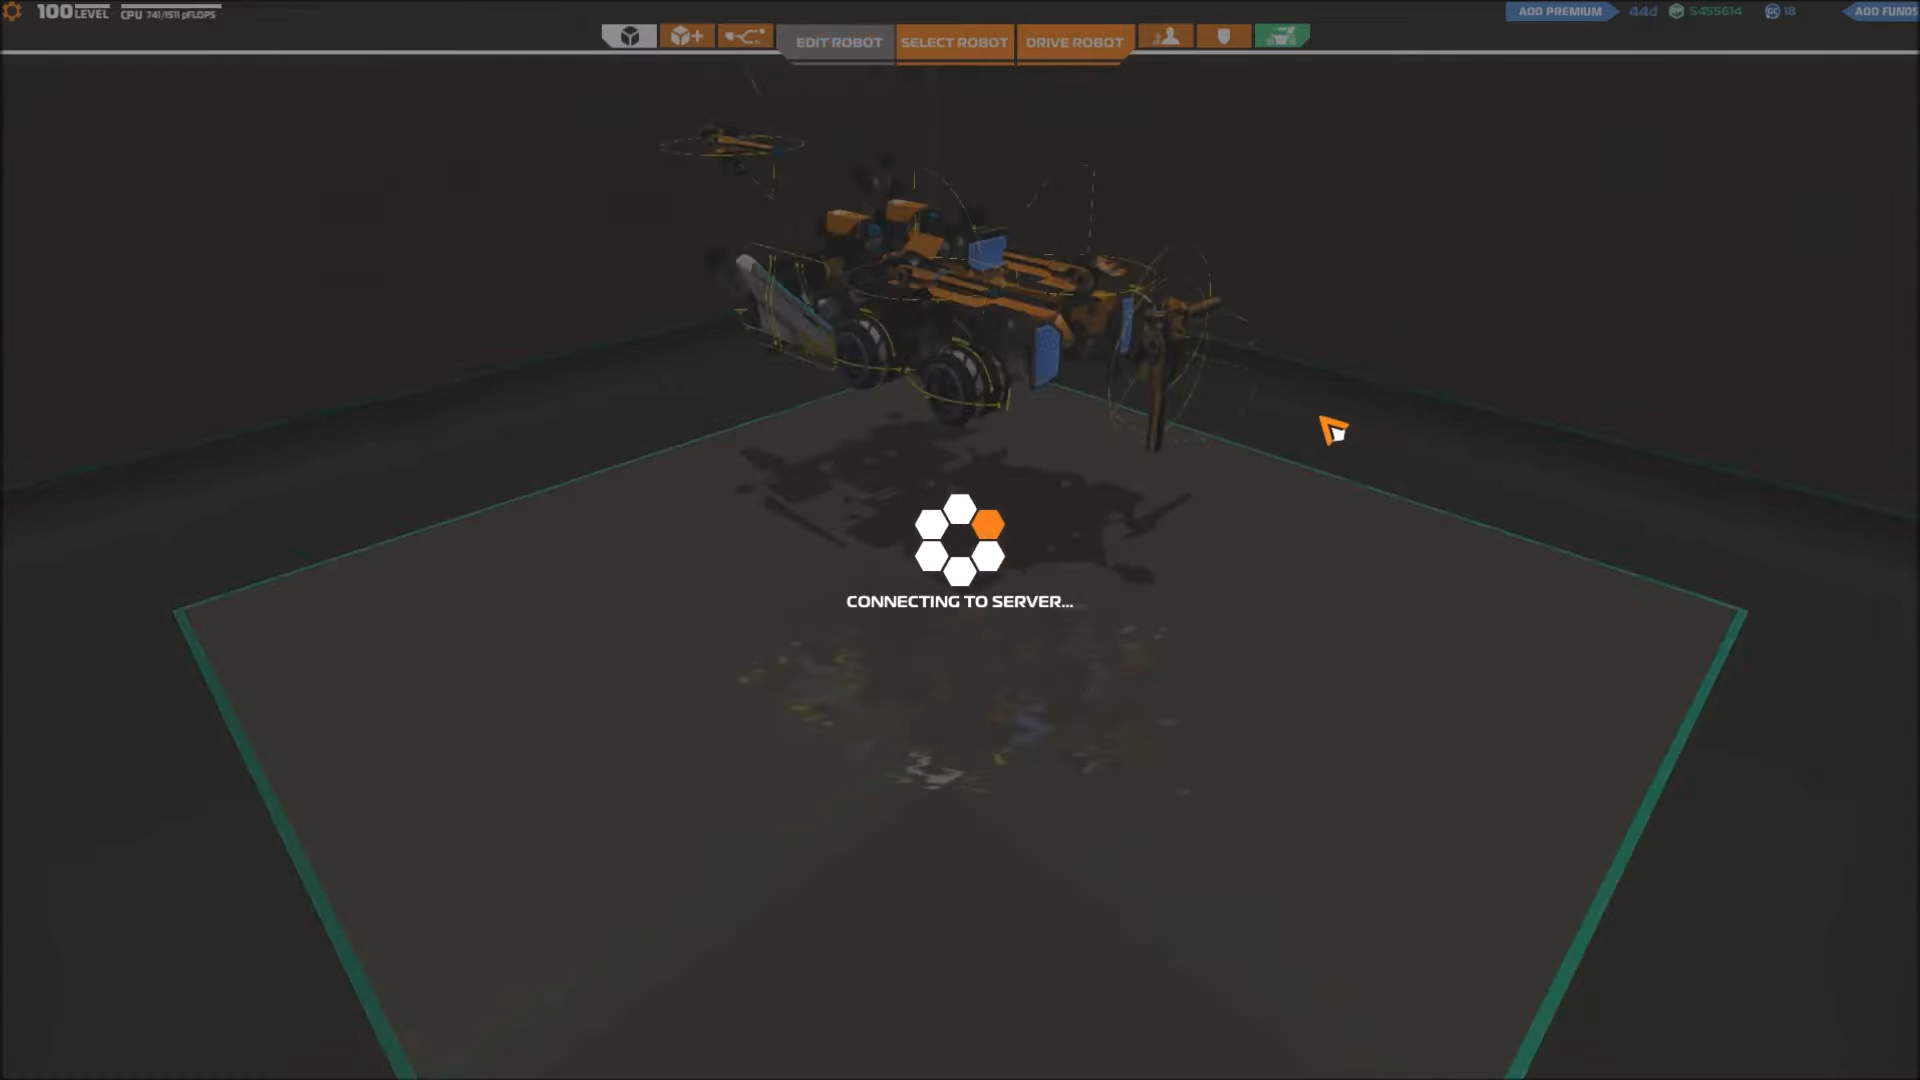 100 LEVEL CPU 741/1511 pFLOPS
EDIT ROBOT SELECT ROBOT DRIVE ROBOT
ADD PREMIUM 44d 5455614 GC 18 ADD FUNDS
CONNECTING TO SERVER...